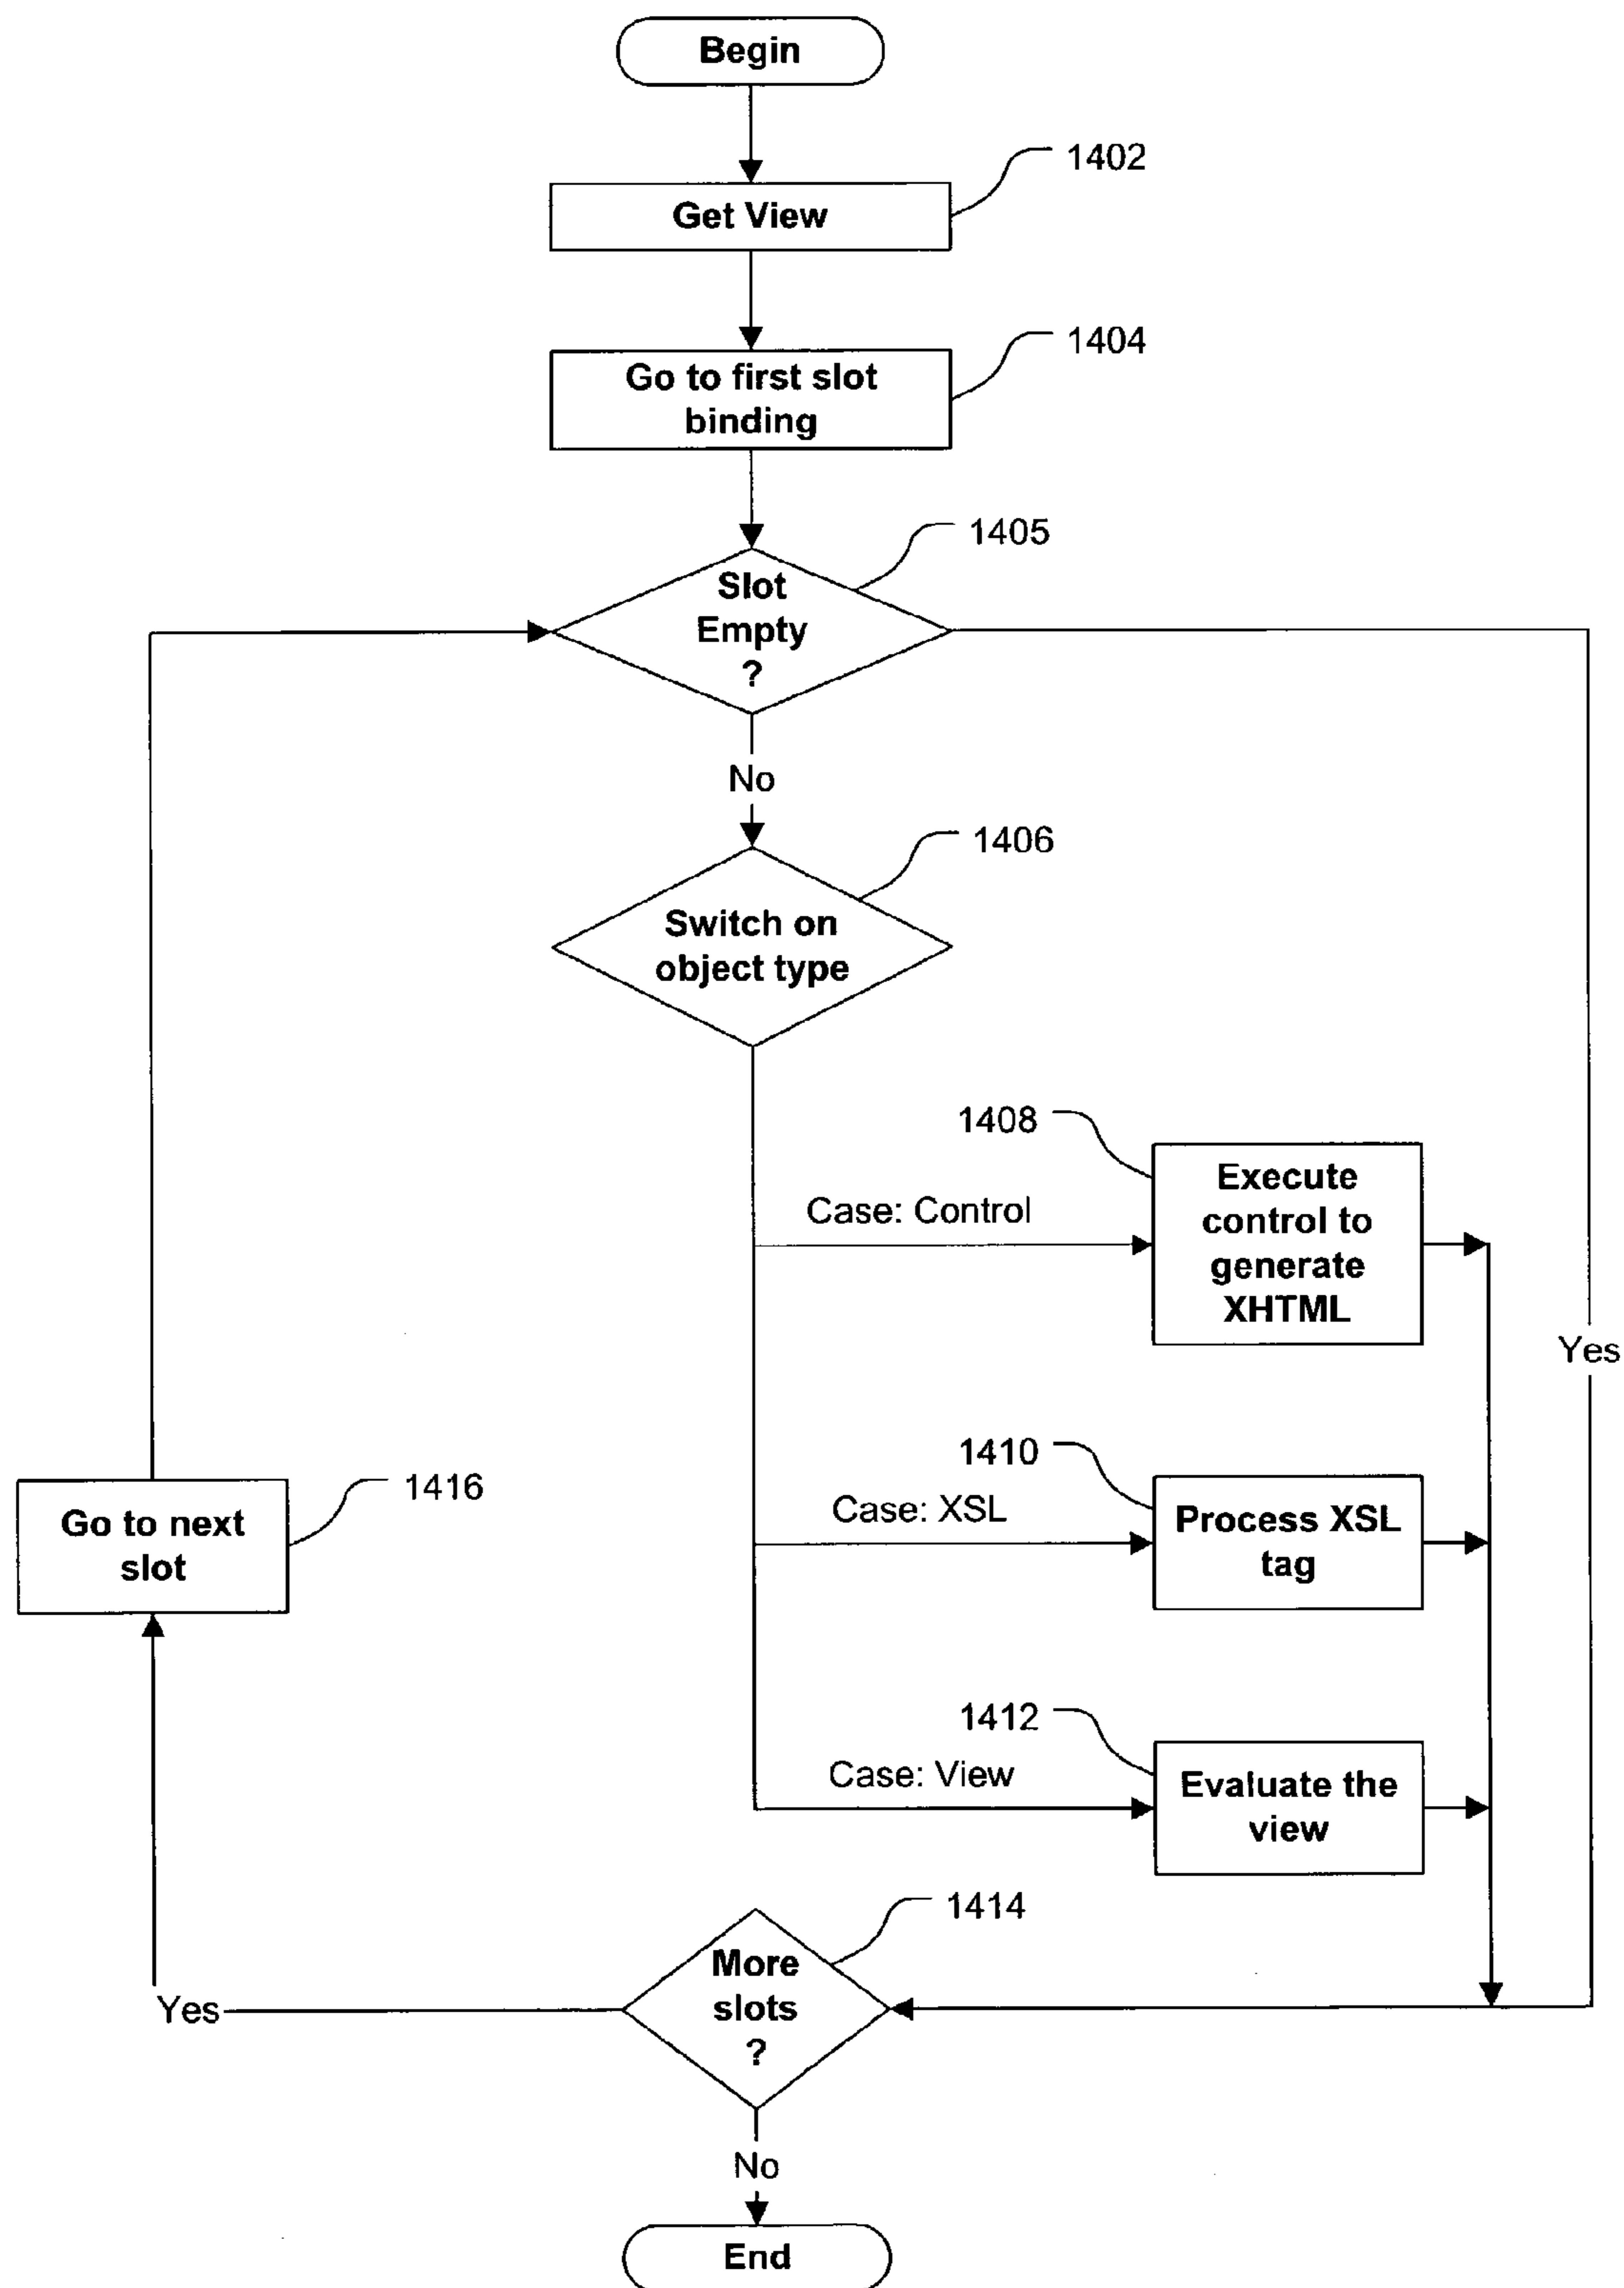 Begin
1402
Get View
1404
Go to first slot
binding
1405
Slot
Empty
?
No
1406
Switch on
object type
1408
Execute
control to
generate
XHTML
Case: Control
Yes
1410
Case: XSL
Process XSL
tag
1416
Go to next
slot
1412
Case: View
Evaluate the
view
1414
More
slots
?
Yes
No
End